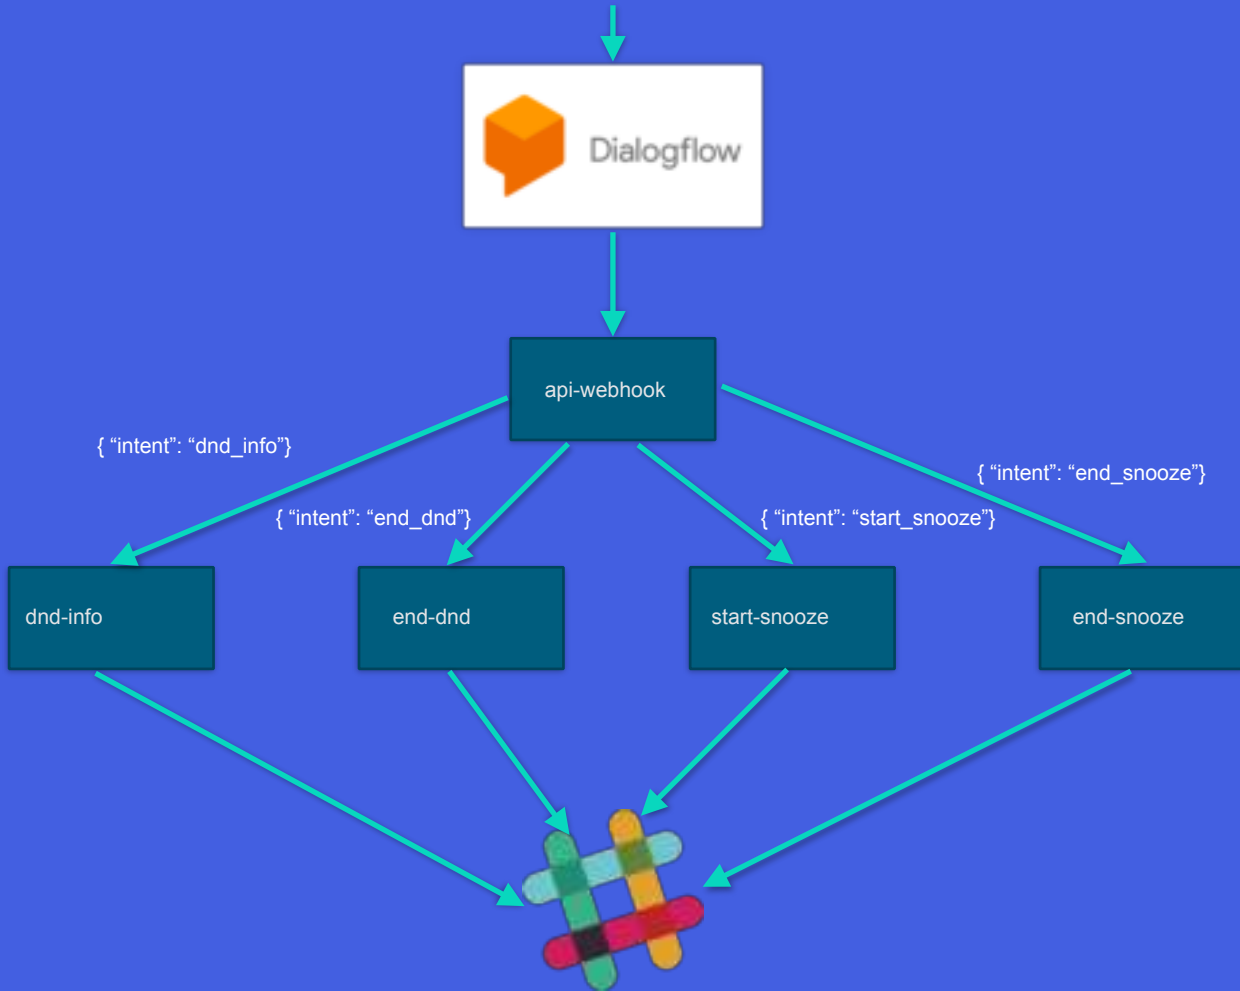 Dialogflow
api-webhook
{ “intent”: “dnd_info”}
{ “intent”: “end_snooze”}
{ “intent”: “end_dnd”}
{ “intent”: “start_snooze”}
dnd-info
end-dnd
start-snooze
end-snooze